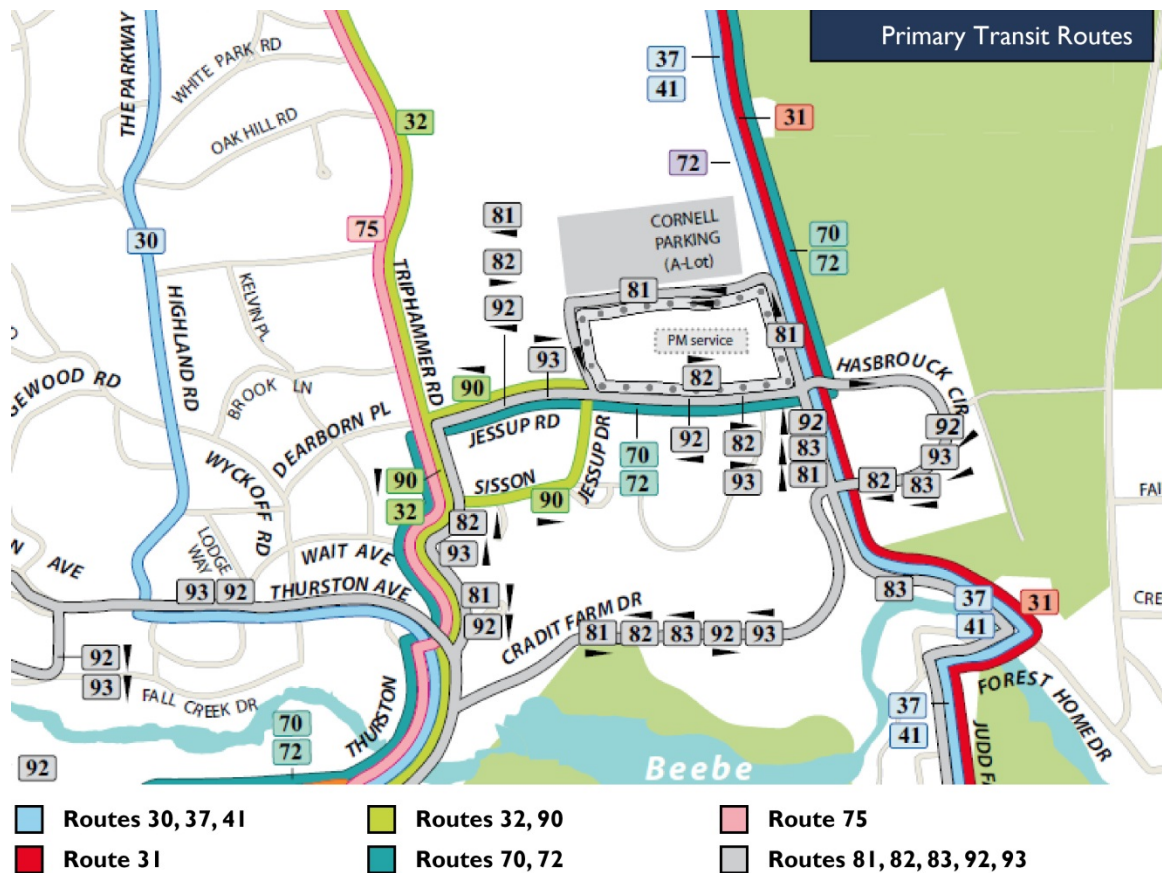 Primary Transit Routes
THE PARKWAY
WHITE PARK RD
OAK HILL RD
37
41
31
32
72
75
30
81
82
92
CORNELL
PARKING
(A-Lot)
70
72
HIGHLAND RD
KELVIN PL
TRIPHAMMER RD
81
93
PM service
81
82
HASBROUCK CIR
90
GEWOOD RD
BROOK LN
DEARBORN PL
JESSUP RD
92
83
81
92
93
WYCKOFF RD
90
32
SISSON
JESSUP DR
90
70
72
92
82
93
82
83
FAI
LODGE
WAY
WAIT AVE
82
93
N AVE
93
92
THURSTON AVE
81
92
83
37
41
31
CRE
CRADIT FARM DR
81
82
83
92
93
92
93
FALL CREEK DR
THURSTON
FOREST HOME DR
37
41
JUDD FA
70
72
92
Beebe
Routes 30, 37, 41
Routes 32, 90
Route 75
Route 31
Routes 70, 72
Routes 81, 82, 83, 92, 93